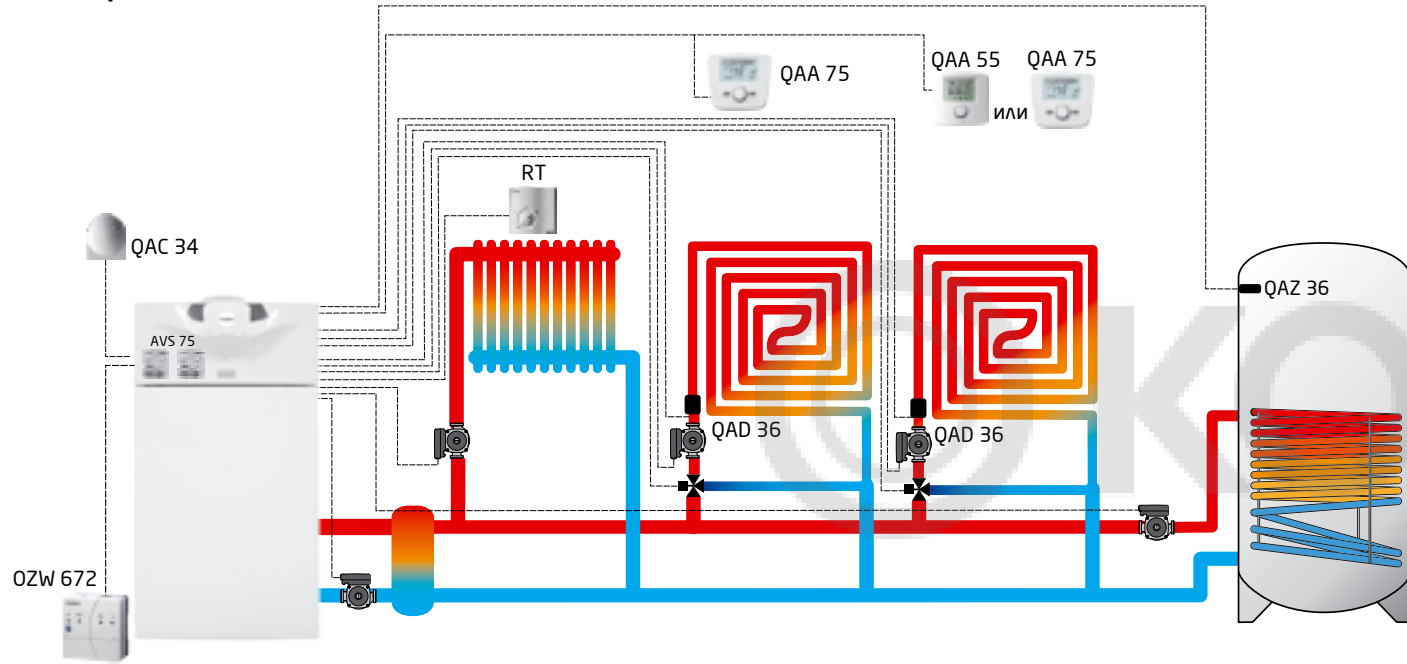 QAA 75
QAA 55
QAA 75
или
RT
QAC 34
QAZ 36
AVS 75
QAD 36
QAD 36
OZW 672